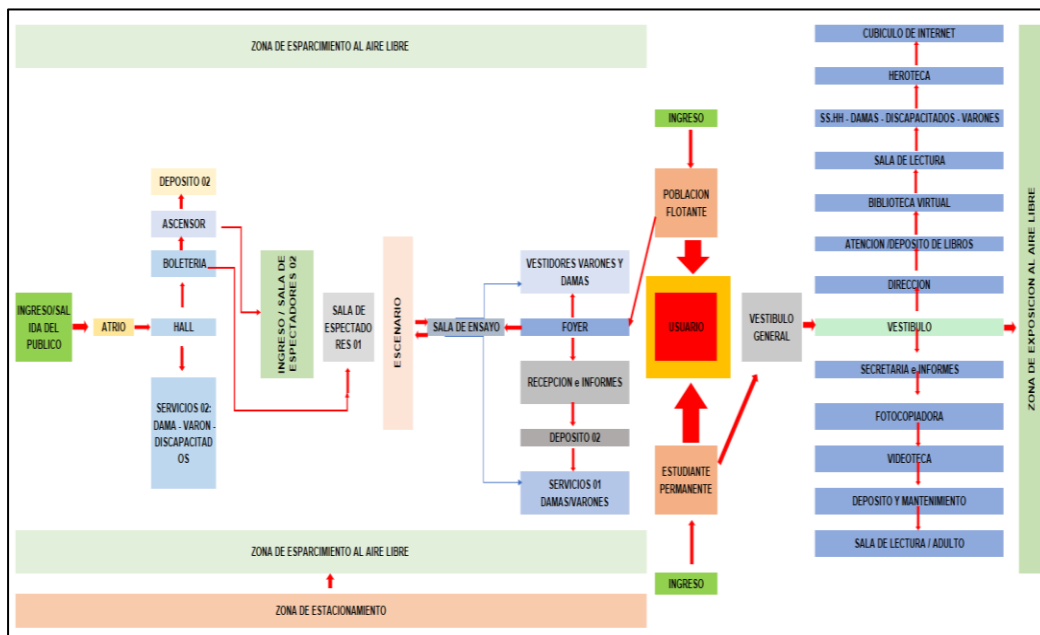 ZONA DE ESPARCIMIENTO AL AIRE LIBRE
DEPOSITO 02
ASCENSOR
BOLETERIA
INGRESO/SAL
IDA DEL
PUBLICO
ATRIO
HALL
SERVICIOS 02:
DAMA - VARON -
DISCAPACITAD
OS
INGRESO / SALA DE
ESPECTADORES 02
SALA DE
ESPECTADO
RES 01
ESCENARIO
SALA DE ENSAYO
VESTIDORES VARONES Y
DAMAS
FOYER
RECEPCION e INFORMES
DEPOSITO 02
SERVICIOS 01
DAMAS/VARONES
INGRESO
POBLACION
FLOTANTE
USUARIO
ESTUDIANTE
PERMANENTE
INGRESO
VESTIBULO
GENERAL
CUBICULO DE INTERNET
HEROTECA
SS.HH - DAMAS - DISCAPACITADOS - VARONES
SALA DE LECTURA
BIBLIOTECA VIRTUAL
ATENCION /DEPOSITO DE LIBROS
DIRECCION
VESTIBULO
SECRETARIA e INFORMES
FOTOCOPIADORA
VIDEOTECA
DEPOSITO Y MANTENIMIENTO
SALA DE LECTURA / ADULTO
ZONA DE EXPOSICION AL AIRE LIBRE
ZONA DE ESPARCIMIENTO AL AIRE LIBRE
ZONA DE ESTACIONAMIENTO